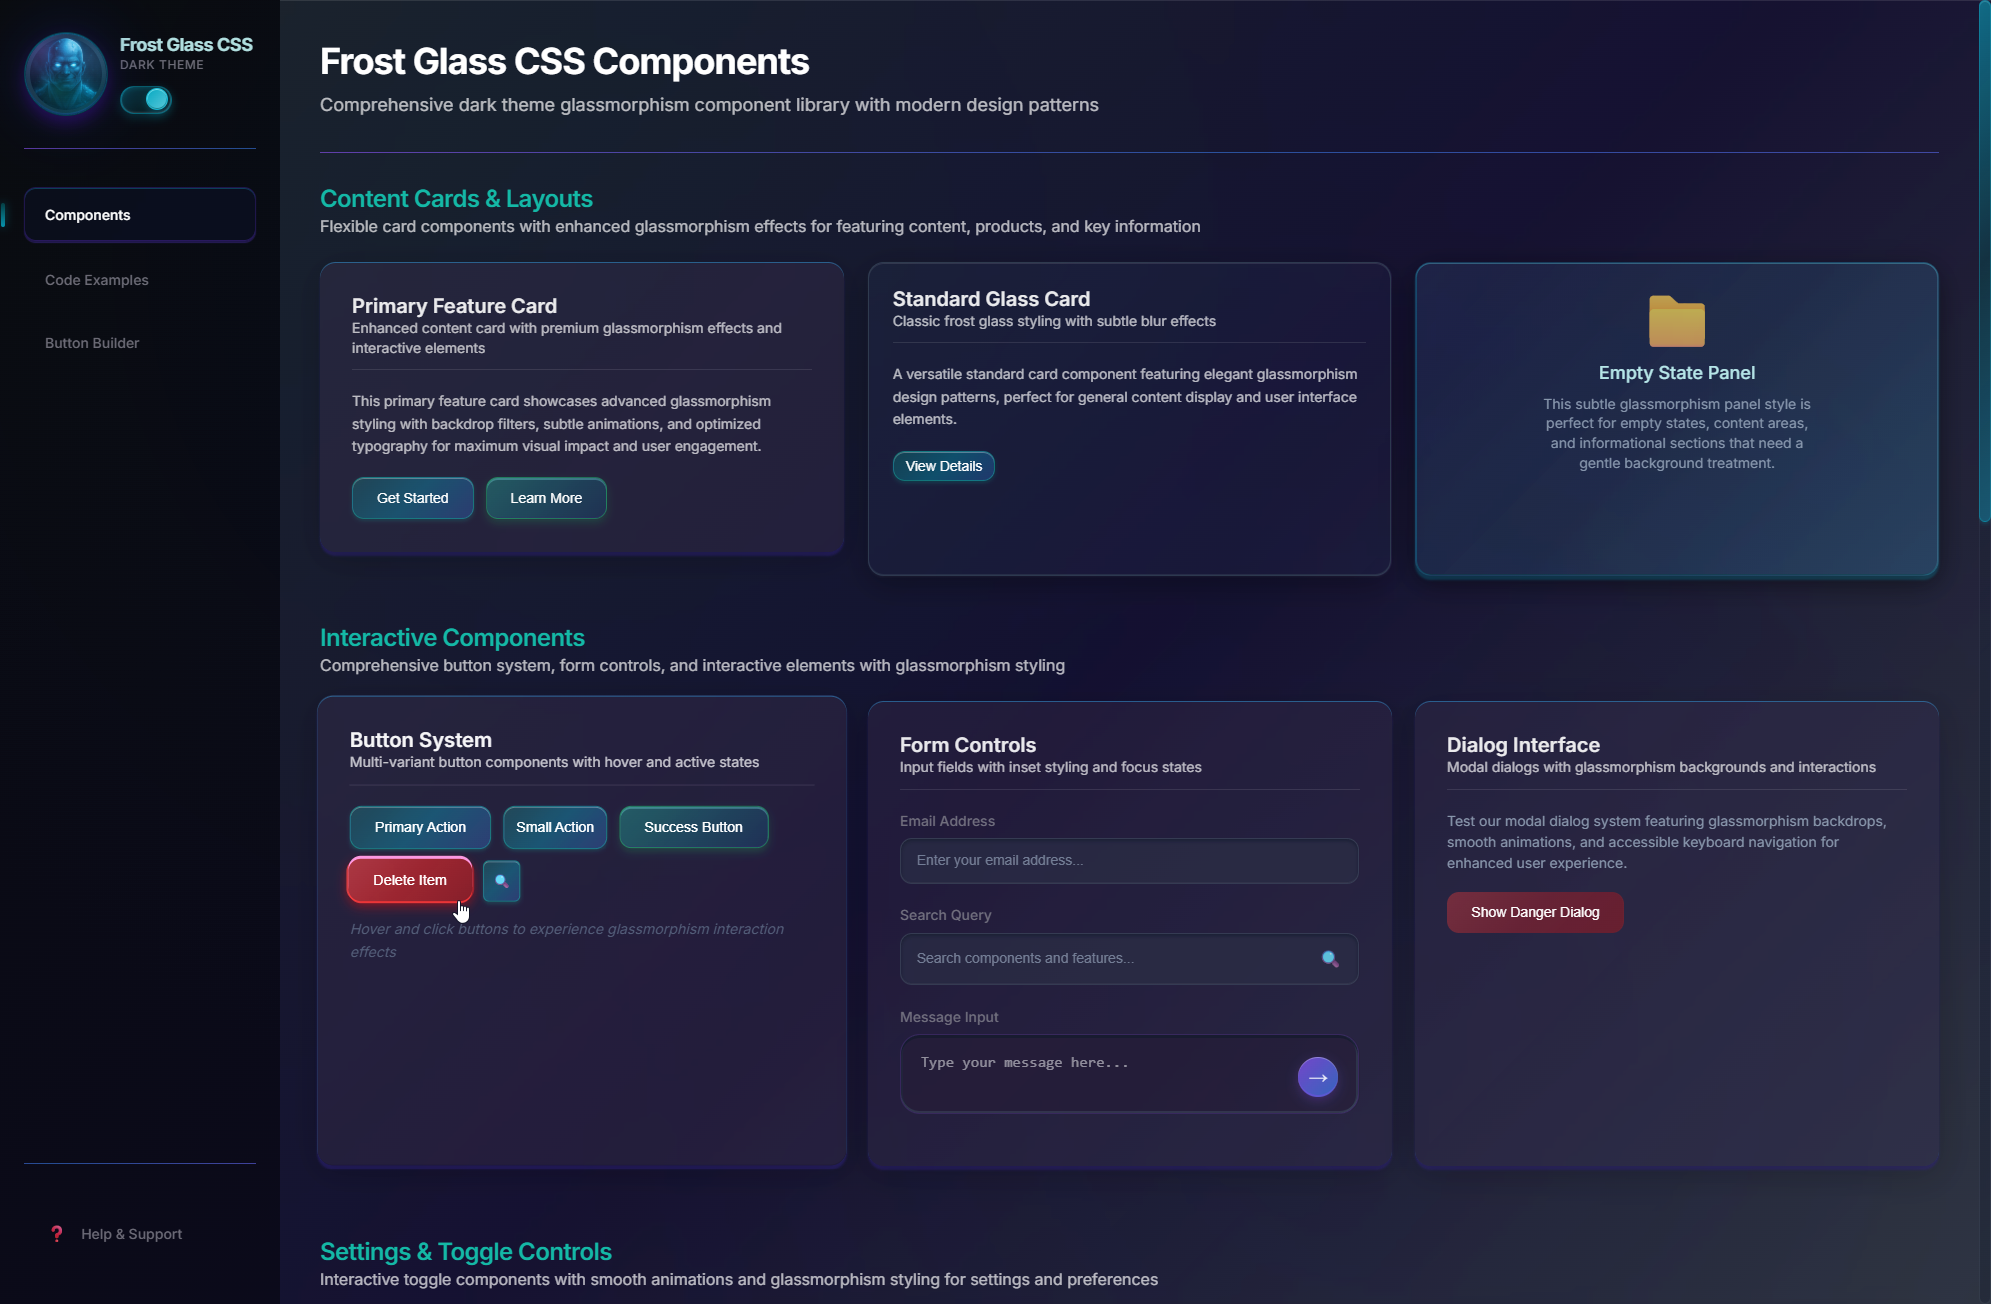 Frost Glass CSS
DARK THEME
Components
Code Examples
Button Builder
Help & Support
Frost Glass CSS Components
Comprehensive dark theme glassmorphism component library with modern design patterns
Content Cards & Layouts
Flexible card components with enhanced glassmorphism effects for featuring content, products, and key information
Primary Feature Card
Enhanced content card with premium glassmorphism effects and
interactive elements
This primary feature card showcases advanced glassmorphism
styling with backdrop filters, subtle animations, and optimized
typography for maximum visual impact and user engagement.
Get Started
Learn More
Standard Glass Card
Classic frost glass styling with subtle blur effects
A versatile standard card component featuring elegant glassmorphism
design patterns, perfect for general content display and user interface
elements.
View Details
Empty State Panel
This subtle glassmorphism panel style is
perfect for empty states, content areas,
and informational sections that need a
gentle background treatment.
Interactive Components
Comprehensive button system, form controls, and interactive elements with glassmorphism styling
Button System
Multi-variant button components with hover and active states
Primary Action
Small Action
Success Button
Delete Item
Hover and click buttons to experience glassmorphism interaction
effects
Form Controls
Input fields with inset styling and focus states
Email Address
Enter your email address...
Search Query
Search components and features...
Message Input
Type your message here...
Dialog Interface
Modal dialogs with glassmorphism backgrounds and interactions
Test our modal dialog system featuring glassmorphism backdrops,
smooth animations, and accessible keyboard navigation for
enhanced user experience.
Show Danger Dialog
Settings & Toggle Controls
Interactive toggle components with smooth animations and glassmorphism styling for settings and preferences